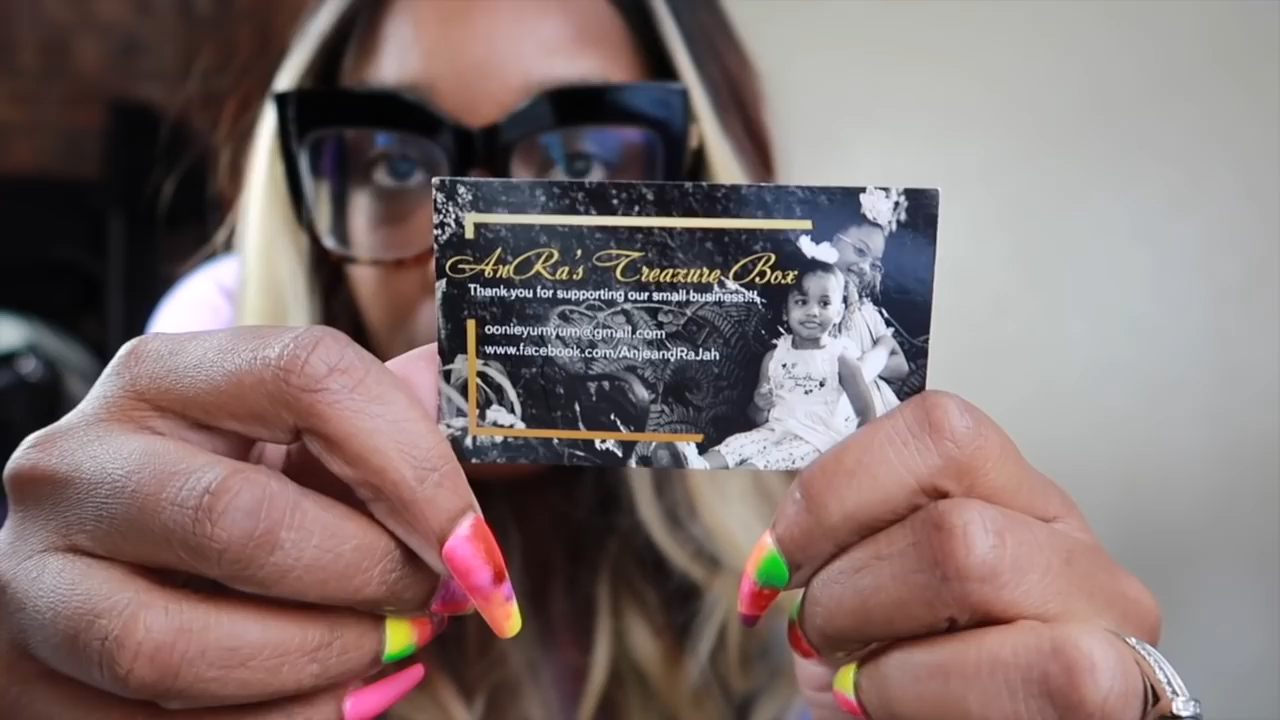 AnRa's Treazure Box
Thank you for supporting our small business!!!
oonieyumyum@gmail.com
www.facebook.com/AnjeandRaJah